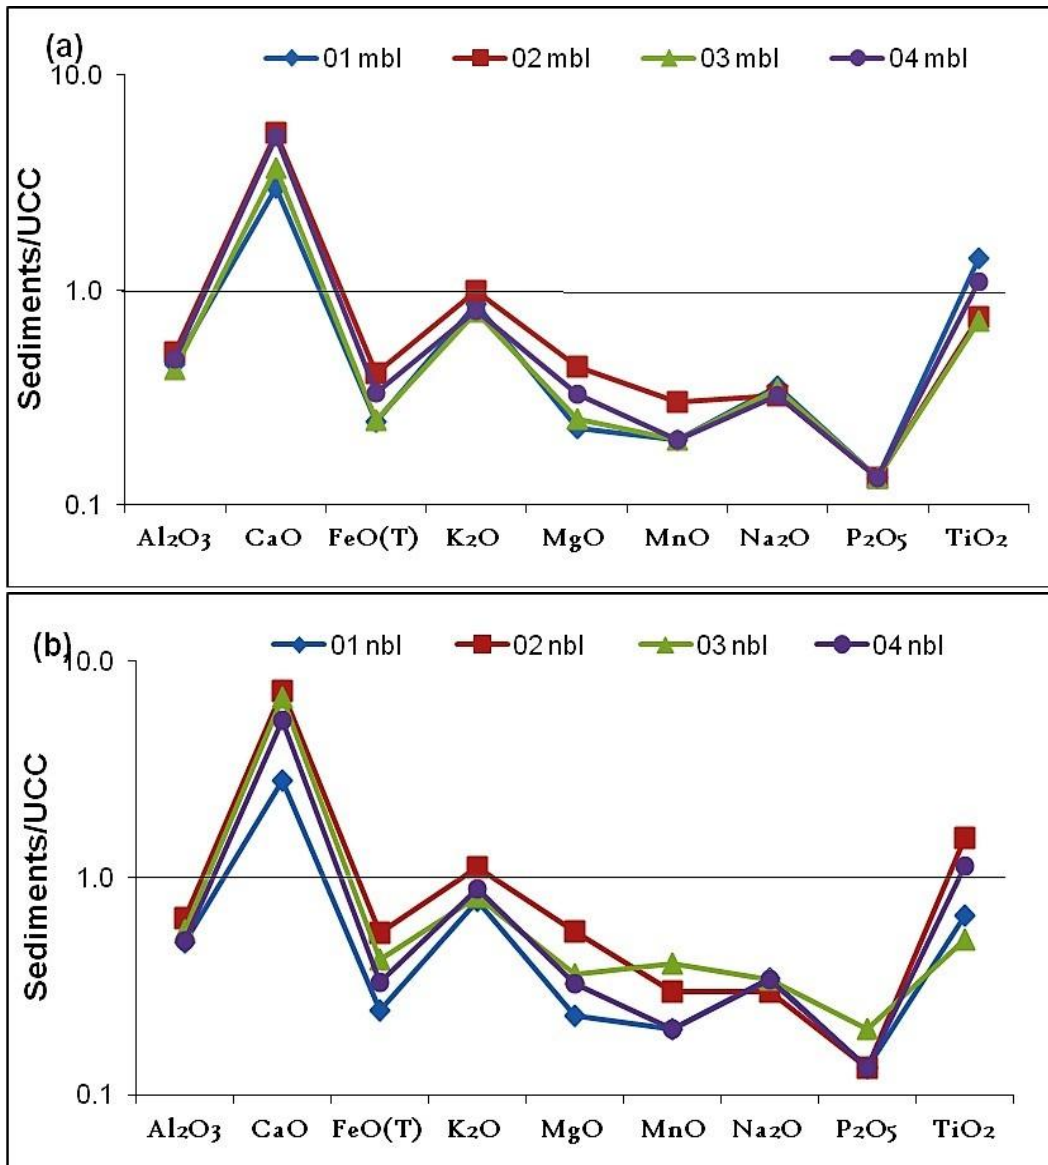 (a)
01 mbl 02 mbl 03 mbl 04 mbl
10.0
1.0
0.1
Sediments/UCC
Al₂O₃ CaO FeO(T) K₂O MgO MnO Na₂O P₂O₅ TiO₂
(b)
01 nbl 02 nbl 03 nbl 04 nbl
10.0
1.0
0.1
Sediments/UCC
Al₂O₃ CaO FeO(T) K₂O MgO MnO Na₂O P₂O₅ TiO₂